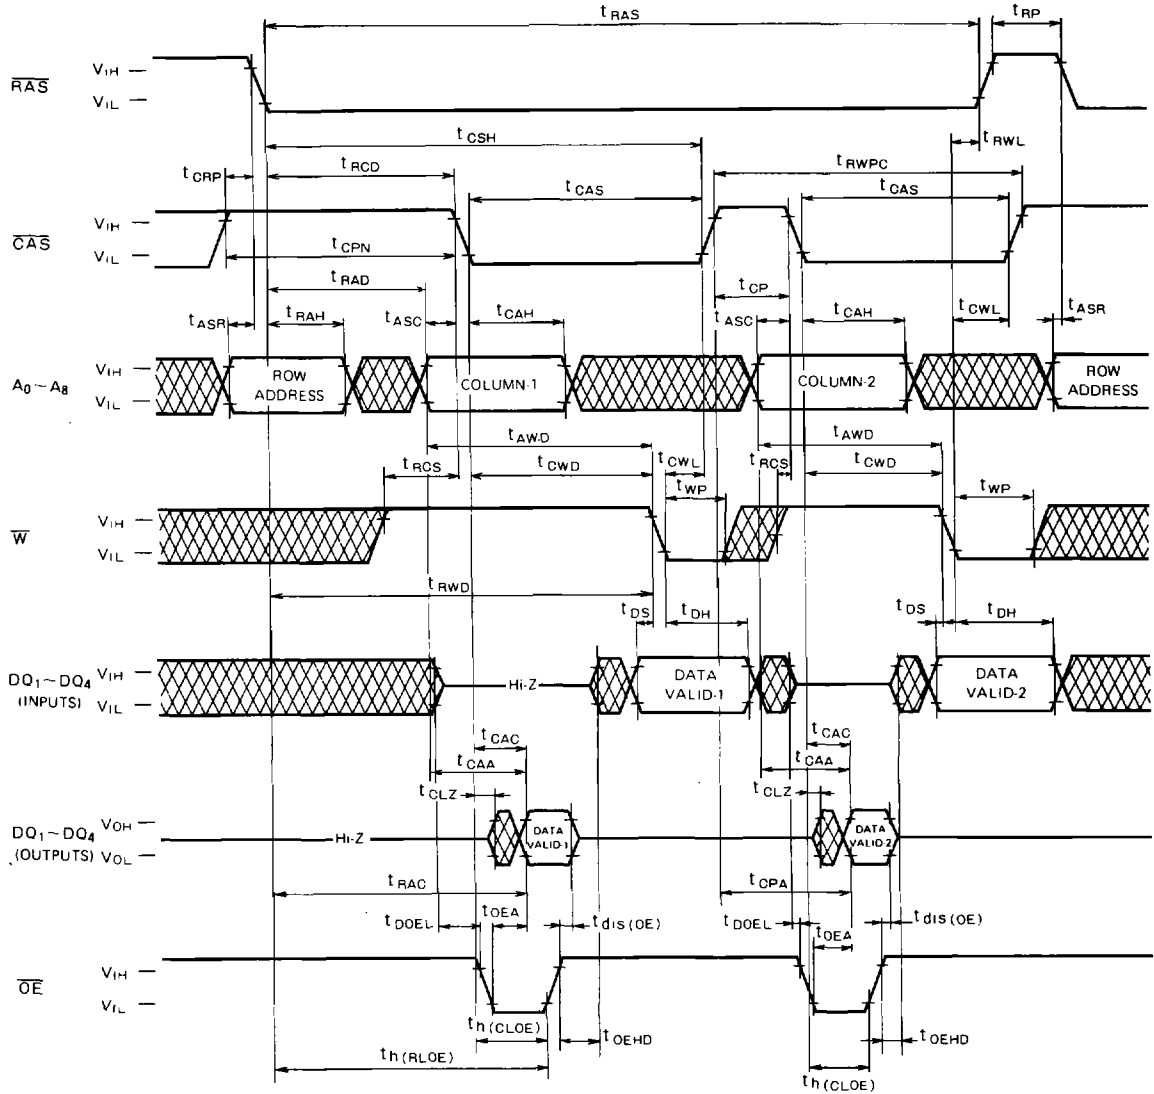 tRAS
tRP
RAS
VIH
VIL
tCSH
tRWL
tCRP
tRCD
tRWPC
tCAS
tCAS
CAS
VIH
VIL
tCPN
tRAD
tCP
tASR
tRAH
tASC
tCAH
tASC
tCAH
tCWL
tASR
A0~A8
VIH
VIL
ROW ADDRESS
COLUMN-1
COLUMN-2
ROW ADDRESS
tAWD
tAWD
tRCS
tCWD
tCWL
tRCS
tCWD
tWP
tWP
W
VIH
VIL
tRWD
tDS
tDH
tDS
tDH
DQ1~DQ4
(INPUTS)
VIH
VIL
Hi-Z
DATA VALID-1
DATA VALID-2
tCAC
tCAC
tCAA
tCAA
tCLZ
tCLZ
DQ1~DQ4
(OUTPUTS)
VOH
VOL
Hi-Z
DATA VALID-1
DATA VALID-2
tRAC
tCPA
tDOEL
tOEA
tdis(OE)
tDOEL
tOEA
tdis(OE)
OE
VIH
VIL
th(CLOE)
tOEHD
tOEHD
th(RLOE)
th(CLOE)